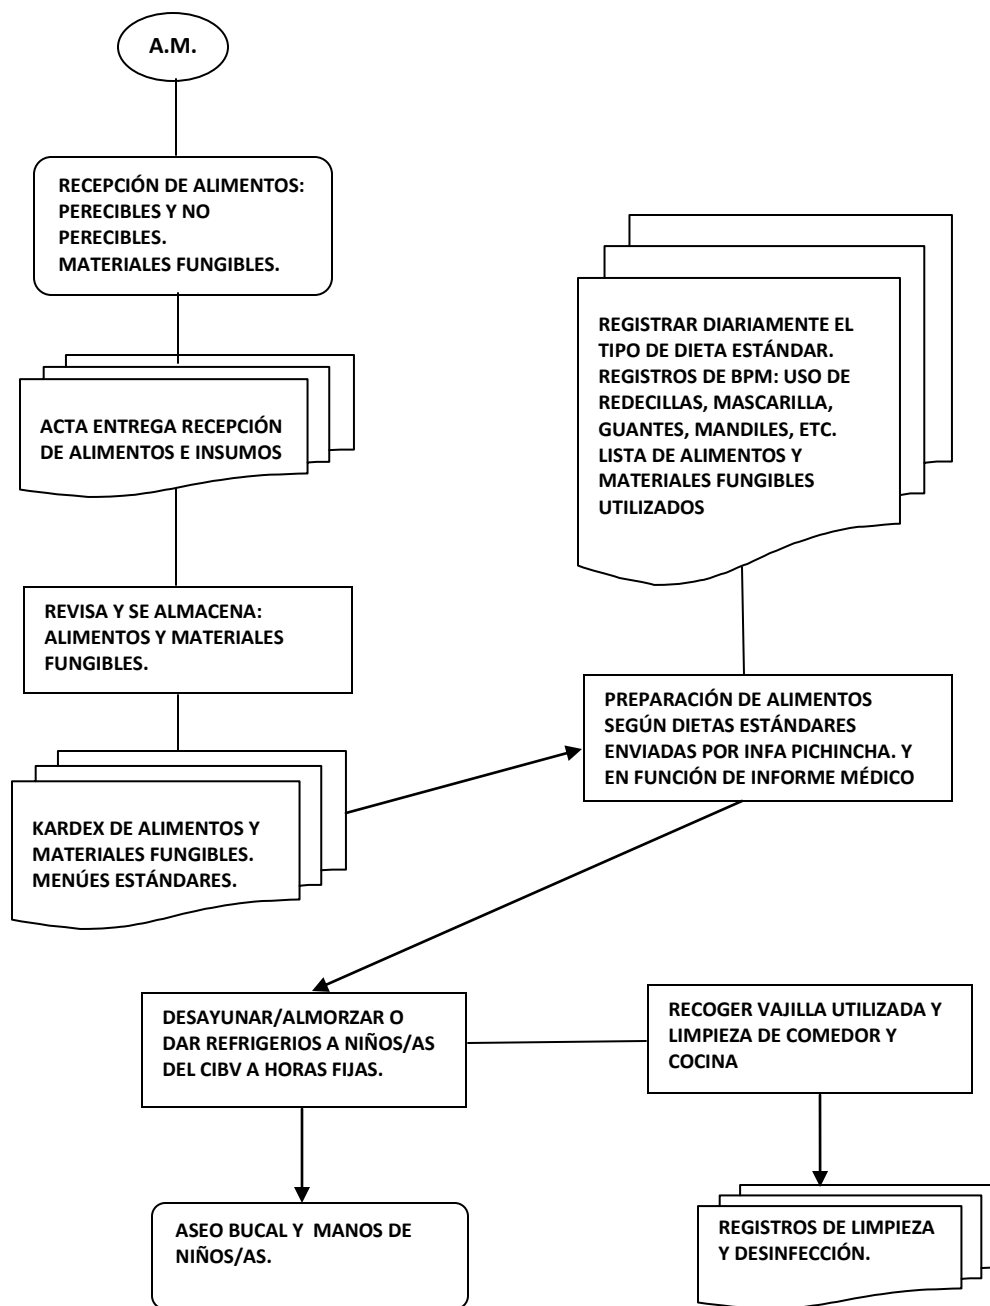 A.M.
RECEPCIÓN DE ALIMENTOS:
PERECIBLES Y NO
PERECIBLES.
MATERIALES FUNGIBLES.
ACTA ENTREGA RECEPCIÓN
DE ALIMENTOS E INSUMOS
REVISA Y SE ALMACENA:
ALIMENTOS Y MATERIALES
FUNGIBLES.
KARDEX DE ALIMENTOS Y
MATERIALES FUNGIBLES.
MENÚES ESTÁNDARES.
REGISTRAR DIARIAMENTE EL
TIPO DE DIETA ESTÁNDAR.
REGISTROS DE BPM: USO DE
REDECILLAS, MASCARILLA,
GUANTES, MANDILES, ETC.
LISTA DE ALIMENTOS Y
MATERIALES FUNGIBLES
UTILIZADOS
PREPARACIÓN DE ALIMENTOS
SEGÚN DIETAS ESTÁNDARES
ENVIADAS POR INFA PICHINCHA. Y
EN FUNCIÓN DE INFORME MÉDICO
DESAYUNAR/ALMORZAR O
DAR REFRIGERIOS A NIÑOS/AS
DEL CIBV A HORAS FIJAS.
RECOGER VAJILLA UTILIZADA Y
LIMPIEZA DE COMEDOR Y
COCINA
ASEO BUCAL Y  MANOS DE
NIÑOS/AS.
REGISTROS DE LIMPIEZA
Y DESINFECCIÓN.